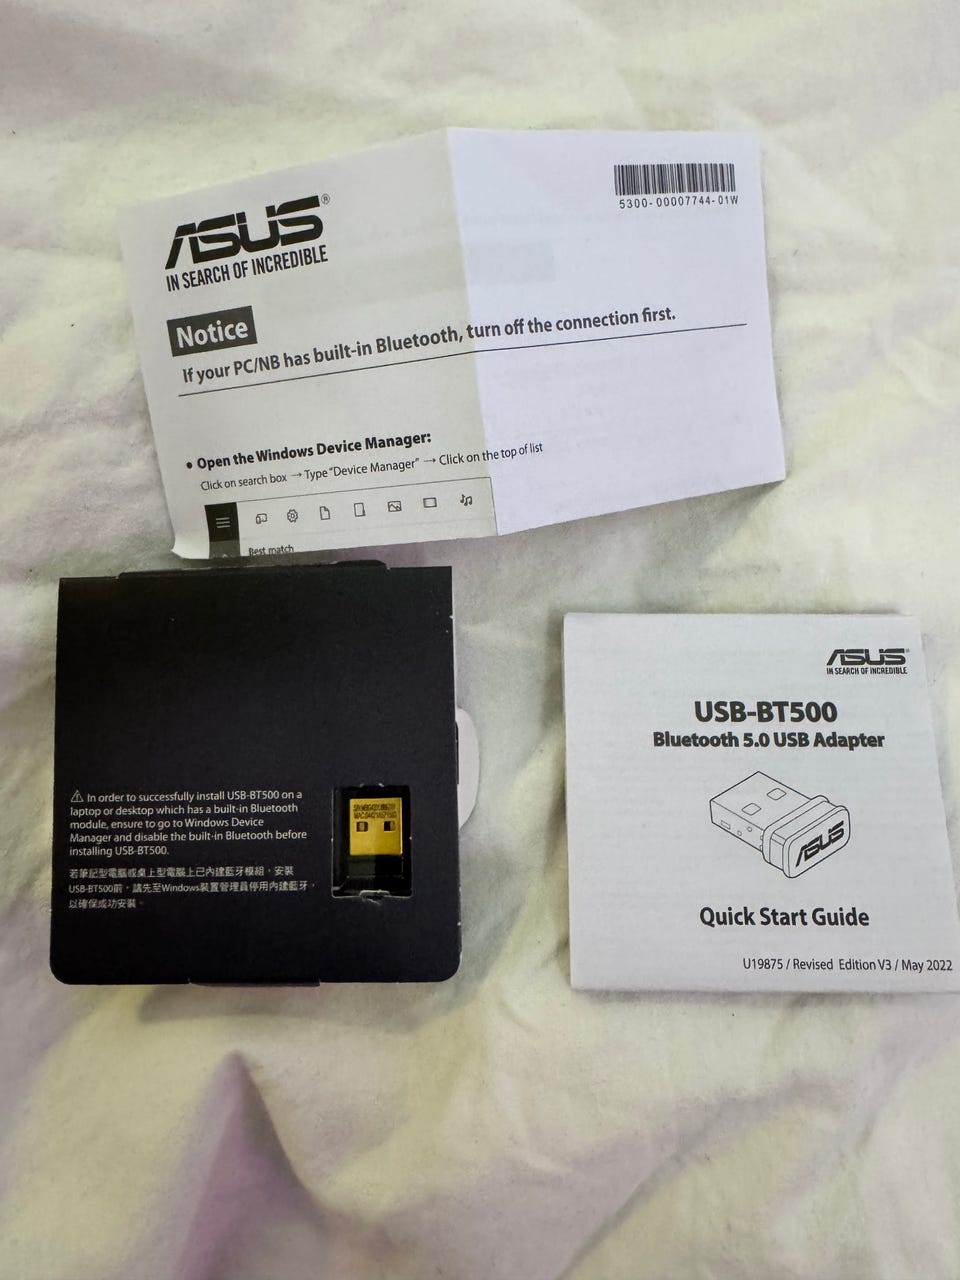 ASUS®
IN SEARCH OF INCREDIBLE
5300-00007744-01W
Notice
If your PC/NB has built-in Bluetooth, turn off the connection first.
• Open the Windows Device Manager:
Click on search box → Type "Device Manager" → Click on the top of list
Best match
⚠ In order to successfully install USB-BT500 on a
laptop or desktop which has a built-in Bluetooth
module, ensure to go to Windows Device
Manager and disable the built-in Bluetooth before
installing USB-BT500.
若筆記型電腦或桌上型電腦上已內建藍牙模組，安裝
USB-BT500前，請先至Windows裝置管理員停用內建藍牙，
以確保成功安裝。
ASUS®
IN SEARCH OF INCREDIBLE
USB-BT500
Bluetooth 5.0 USB Adapter
ASUS
Quick Start Guide
U19875 / Revised Edition V3 / May 2022